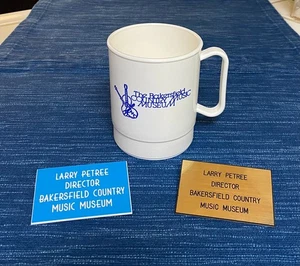 The Bakersfield
Country Music
Museum
LARRY PETREE
DIRECTOR
BAKERSFIELD COUNTRY
MUSIC MUSEUM
LARRY PETREE
DIRECTOR
BAKERSFIELD COUNTRY
MUSIC MUSEUM